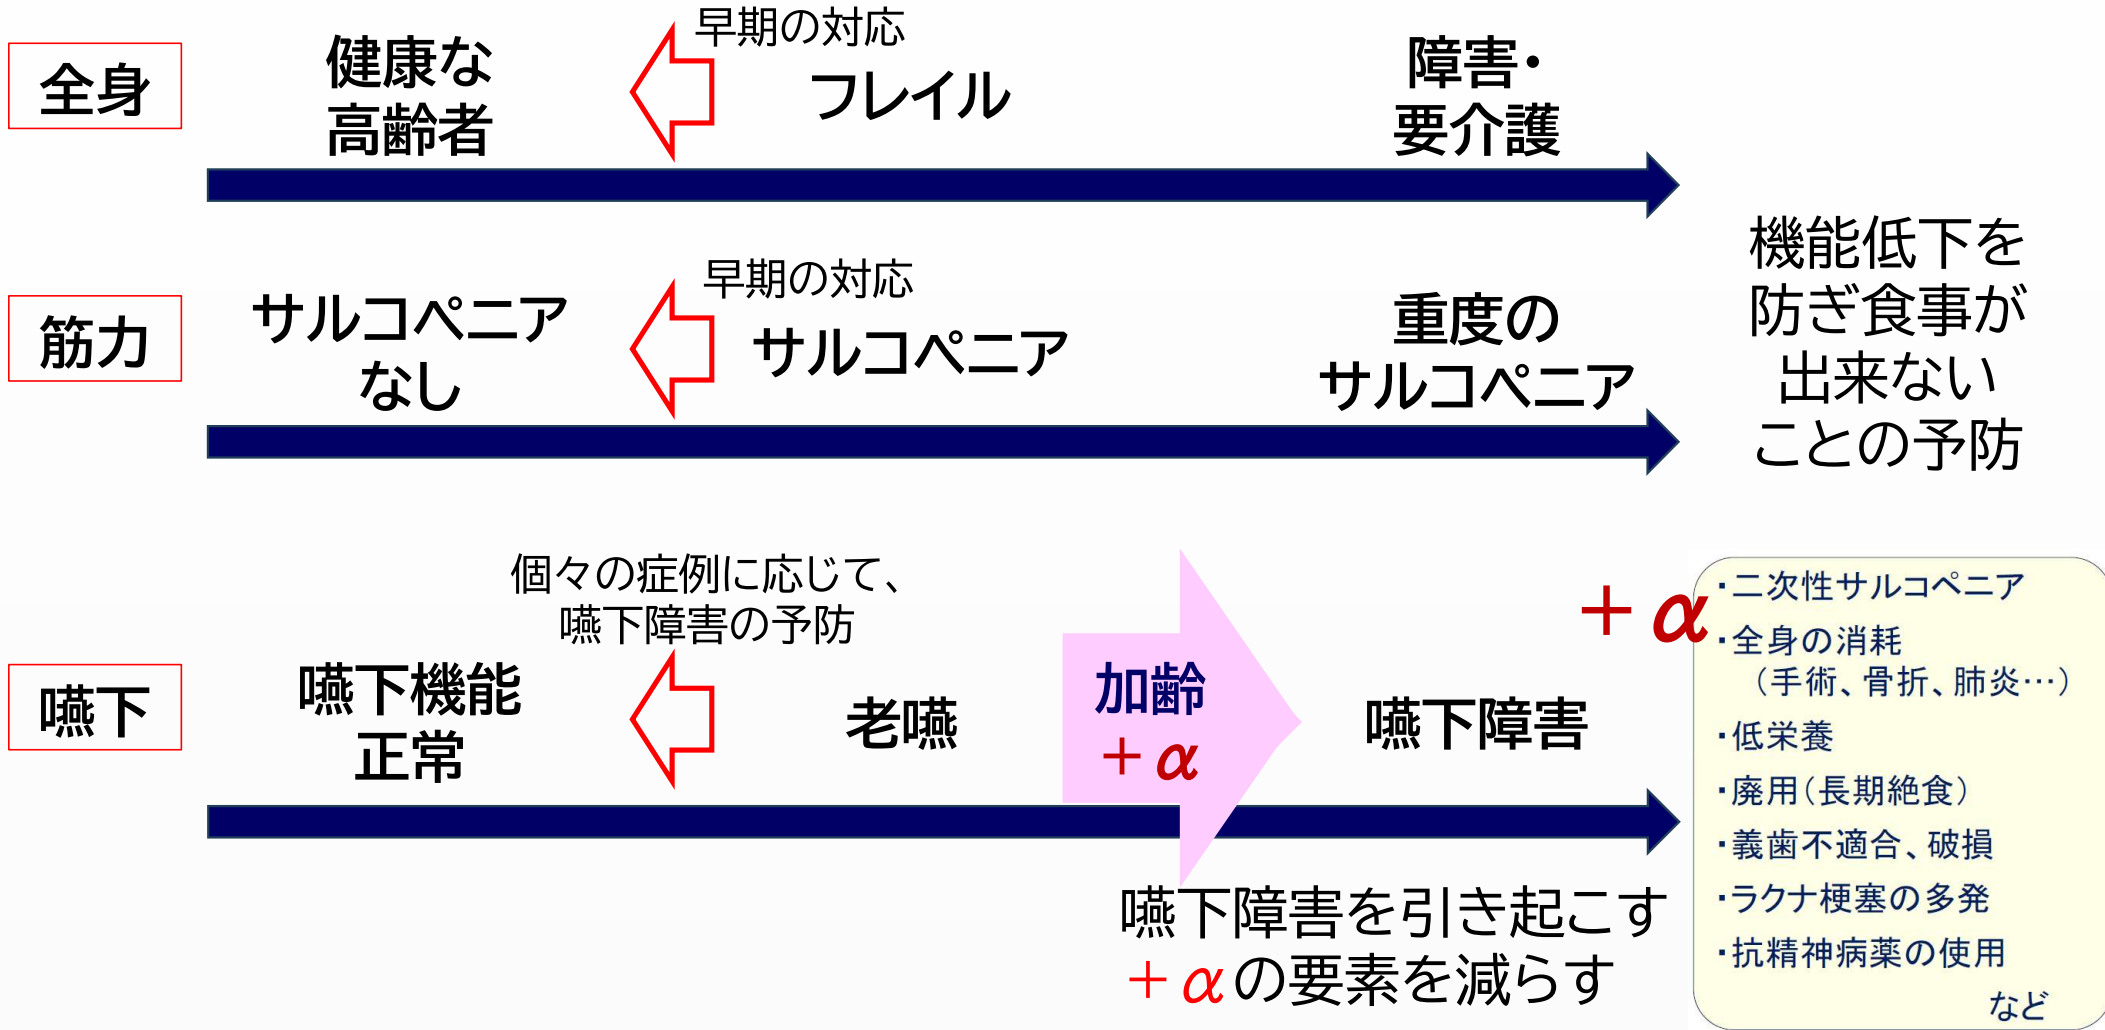 全身
健康な
高齢者
早期の対応
フレイル
障害・
要介護
筋力
サルコペニア
なし
早期の対応
サルコペニア
重度の
サルコペニア
機能低下を
防ぎ食事が
出来ない
ことの予防
嚥下
嚥下機能
正常
個々の症例に応じて、
嚥下障害の予防
老嚥
加齢
+α
嚥下障害
嚥下障害を引き起こす
+αの要素を減らす
+α
・二次性サルコペニア
・全身の消耗
（手術、骨折、肺炎…）
・低栄養
・廃用（長期絶食）
・義歯不適合、破損
・ラクナ梗塞の多発
・抗精神病薬の使用
など